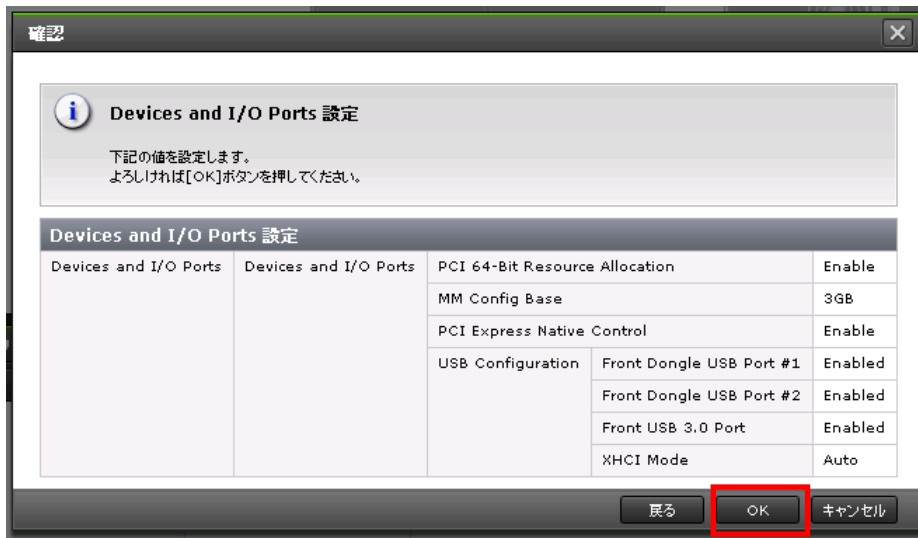 確認
Devices and I/O Ports 設定
下記の値を設定します。
よろしければ[OK]ボタンを押してください。
Devices and I/O Ports 設定
Devices and I/O Ports Devices and I/O Ports PCI 64-Bit Resource Allocation Enable
MM Config Base 3GB
PCI Express Native Control Enable
USB Configuration Front Dongle USB Port #1 Enabled
Front Dongle USB Port #2 Enabled
Front USB 3.0 Port Enabled
XHCI Mode Auto
戻る OK キャンセル